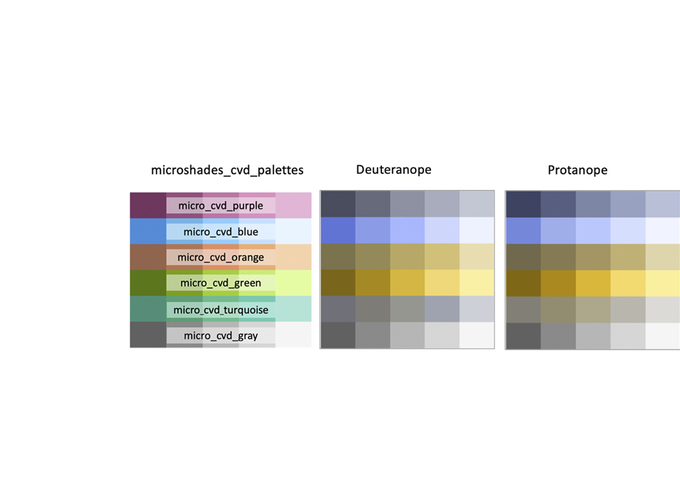 microshades_cvd_palettes
Deuteranope
Protanope
micro_cvd_purple
micro_cvd_blue
micro_cvd_orange
micro_cvd_green
micro_cvd_turquoise
micro_cvd_gray